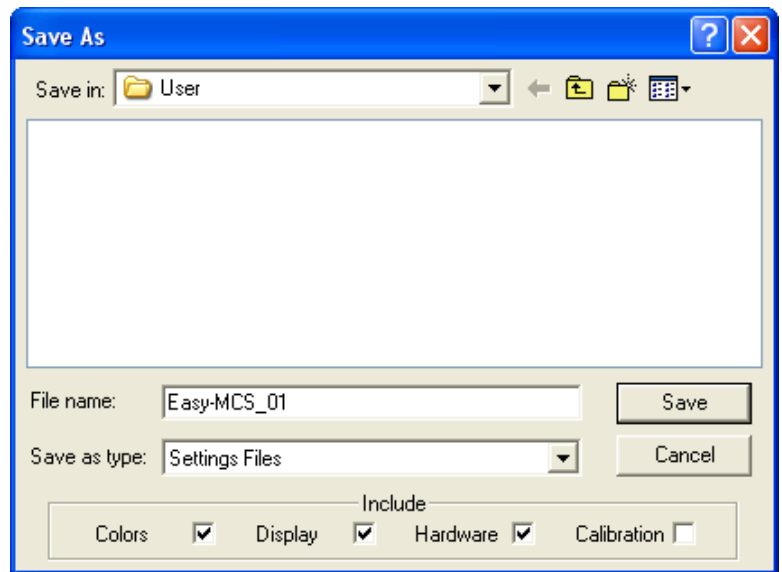 Save As
Save in: User
File name: Easy-MCS_01 Save
Save as type: Settings Files Cancel
Include
Colors Display Hardware Calibration